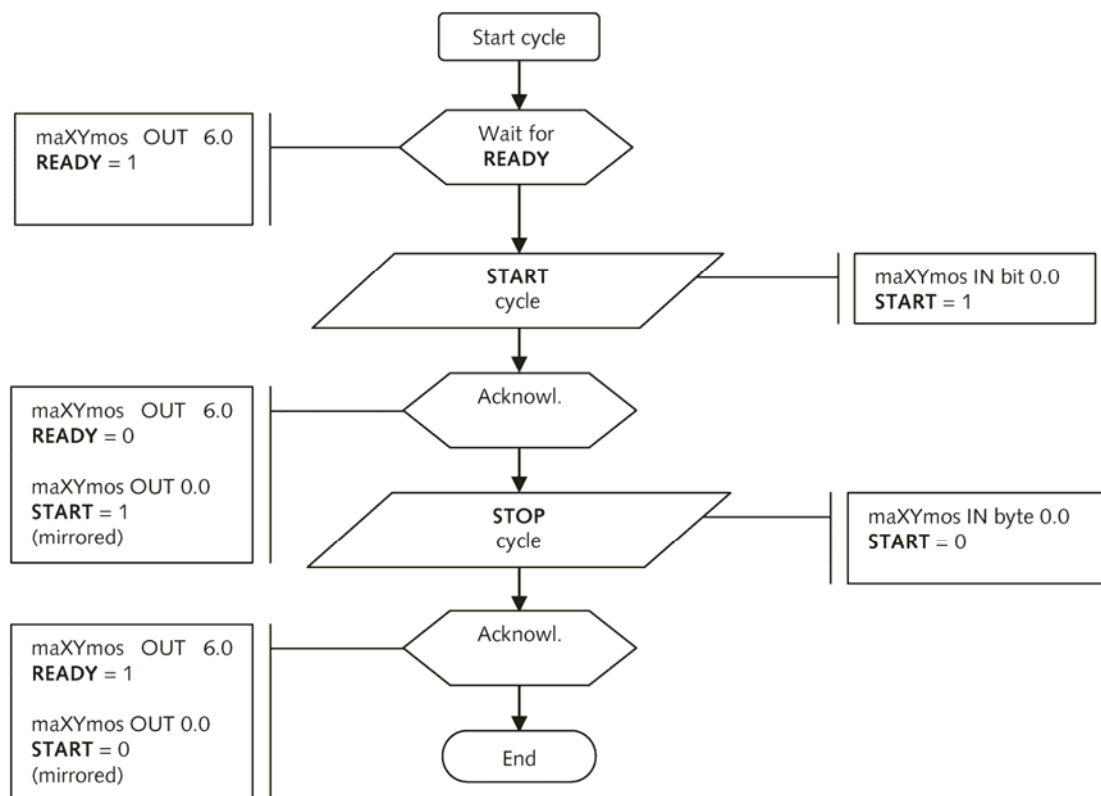 Start cycle
maXYmos OUT 6.0
READY = 1
Wait for
READY
START
cycle
maXYmos IN bit 0.0
START = 1
maXYmos OUT 6.0
READY = 0
maXYmos OUT 0.0
START = 1
(mirrored)
Acknowl.
STOP
cycle
maXYmos IN byte 0.0
START = 0
maXYmos OUT 6.0
READY = 1
maXYmos OUT 0.0
START = 0
(mirrored)
Acknowl.
End